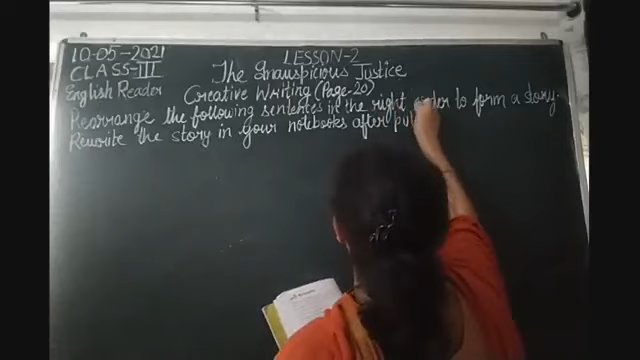 10-05-2021
CLASS-III
English Reader
LESSON-2
The Inauspicious Justice
Creative Writing (Page-20)
Rearrange the following sentences in the right order to form a story.
Rewrite the story in your notebooks after